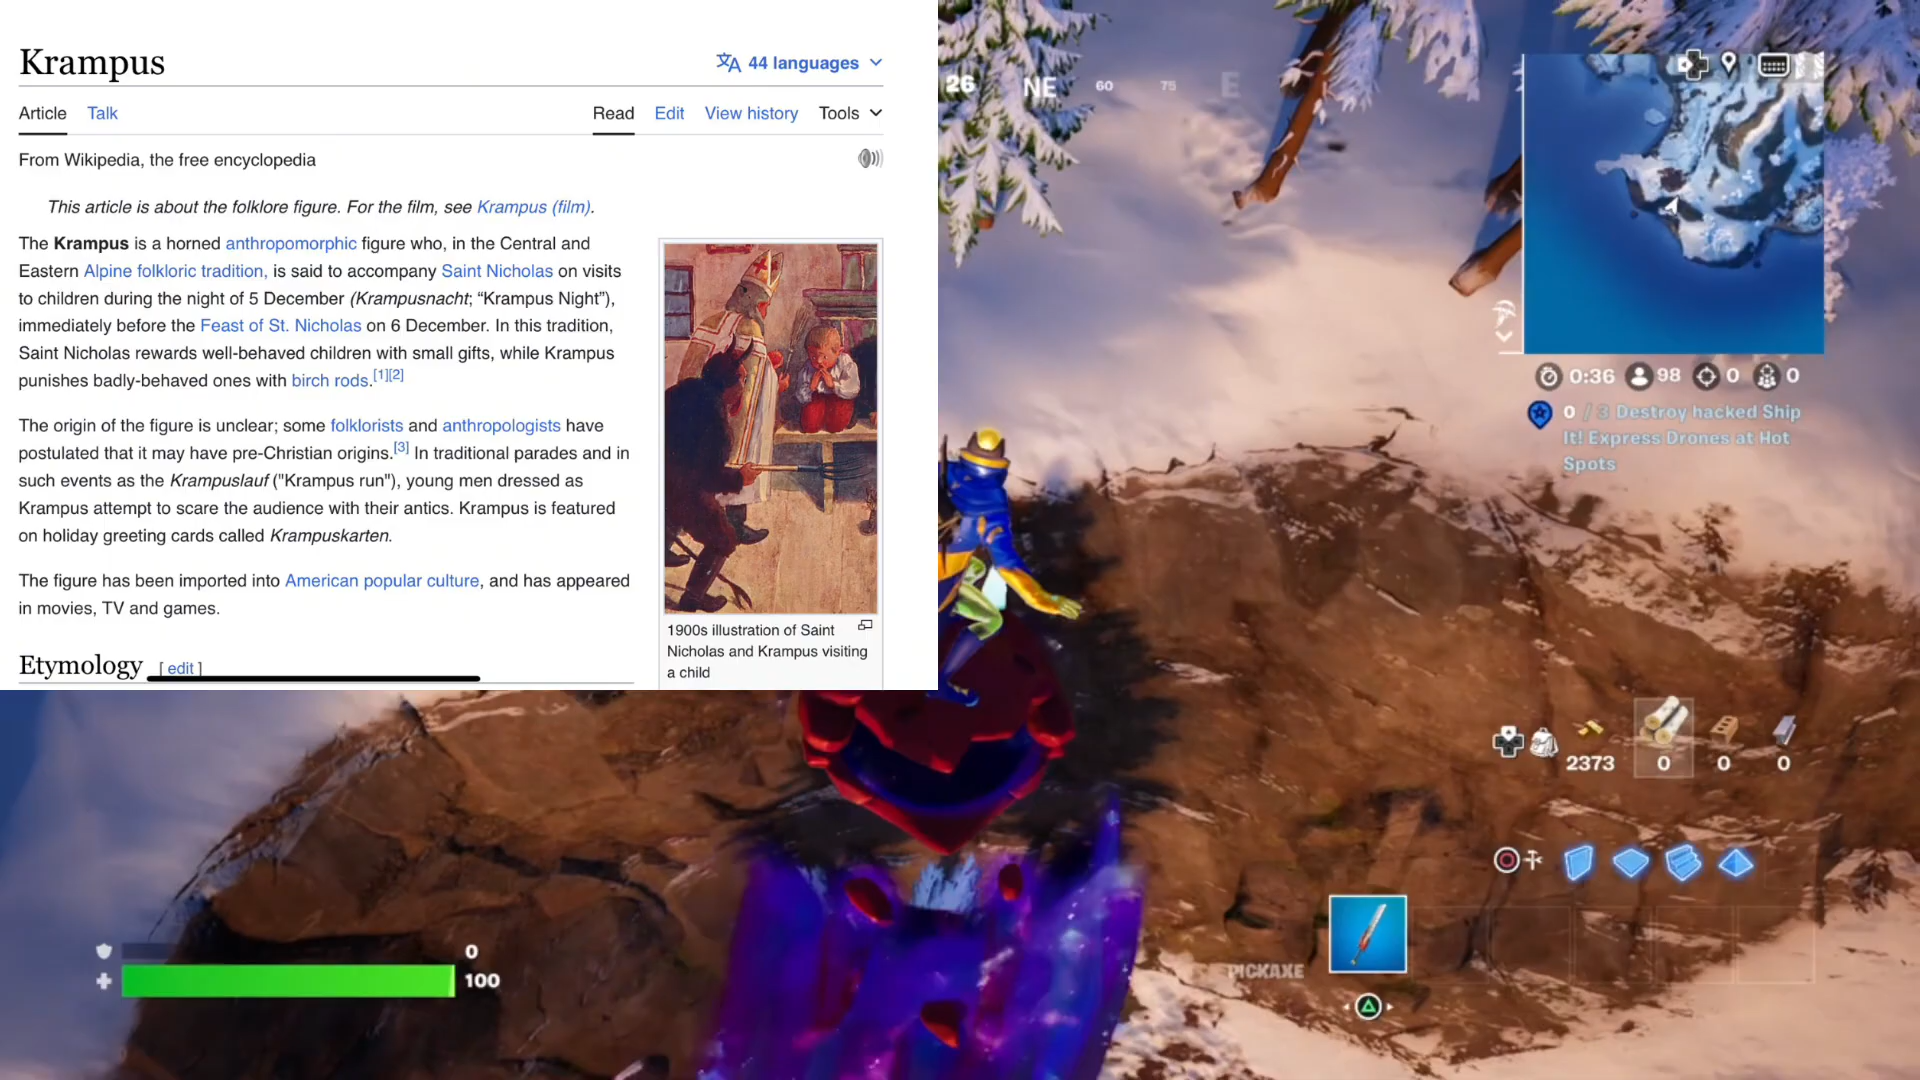 Krampus
44 languages
Article Talk Read Edit View history Tools
From Wikipedia, the free encyclopedia
This article is about the folklore figure. For the film, see Krampus (film).
The Krampus is a horned anthropomorphic figure who, in the Central and
Eastern Alpine folkloric tradition, is said to accompany Saint Nicholas on visits
to children during the night of 5 December (Krampusnacht; “Krampus Night”),
immediately before the Feast of St. Nicholas on 6 December. In this tradition,
Saint Nicholas rewards well-behaved children with small gifts, while Krampus
punishes badly-behaved ones with birch rods.[1][2]
The origin of the figure is unclear; some folklorists and anthropologists have
postulated that it may have pre-Christian origins.[3] In traditional parades and in
such events as the Krampuslauf ("Krampus run"), young men dressed as
Krampus attempt to scare the audience with their antics. Krampus is featured
on holiday greeting cards called Krampuskarten.
The figure has been imported into American popular culture, and has appeared
in movies, TV and games.
1900s illustration of Saint
Nicholas and Krampus visiting
a child
Etymology [ edit ]
26 NE 60 75 E
0:36 98 0 0
0 / 3 Destroy hacked Ship
It! Express Drones at Hot
Spots
2373 0 0 0
PICKAXE
0
100